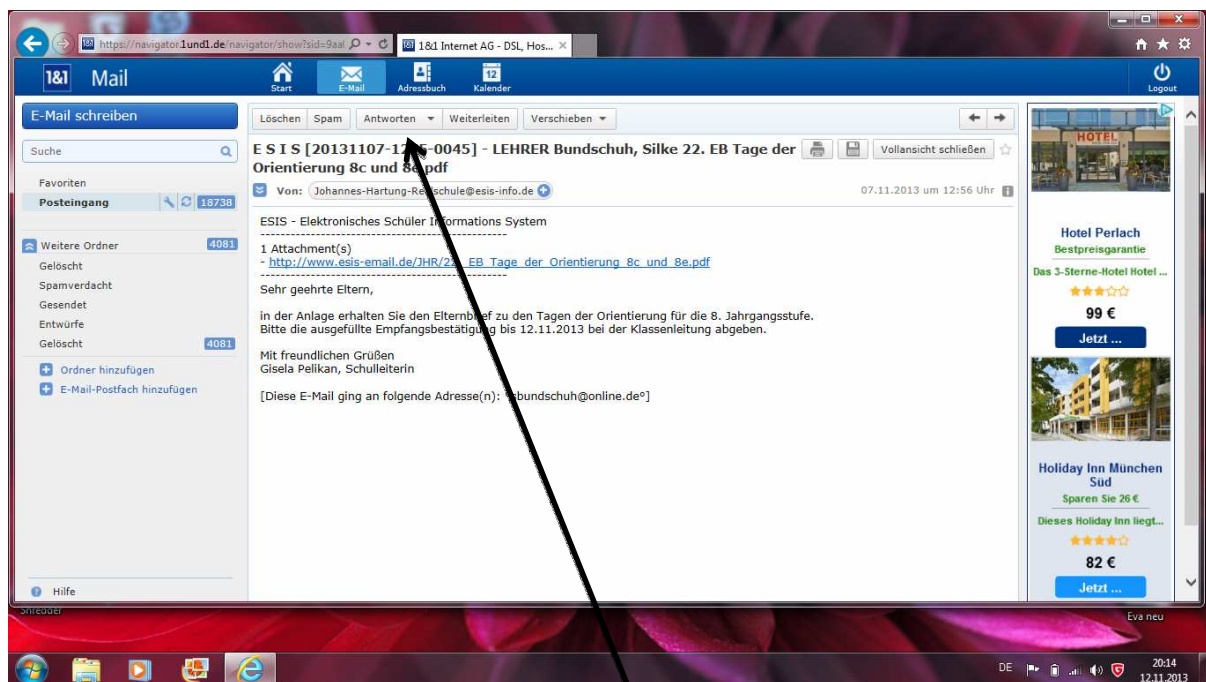 https://navigator.1und1.de/navigator/show?sid=9aal
1&1 Internet AG - DSL, Hos...
1&1 Mail
Start
E-Mail
12
Adressbuch
Kalender
Logout
E-Mail schreiben
Suche
Favoriten
Posteingang 18738
Weitere Ordner 4081
Gelöscht
Spamverdacht
Gesendet
Entwürfe
Gelöscht 4081
Ordner hinzufügen
E-Mail-Postfach hinzufügen
Hilfe
Löschen Spam Antworten Weiterleiten Verschieben
E S I S [20131107- -0045] - LEHRER Bundschuh, Silke 22. EB Tage der
Orientierung 8c und 8e.pdf
Vollansicht schließen
Von: Johannes-Hartung-Realschule@esis-info.de
07.11.2013 um 12:56 Uhr
ESIS - Elektronisches Schüler Informations System
---------------------------------------------------
1 Attachment(s)
- http://www.esis-email.de/JHR/22._EB_Tage_der_Orientierung_8c_und_8e.pdf
---------------------------------------------------
Sehr geehrte Eltern,
in der Anlage erhalten Sie den Elternbrief zu den Tagen der Orientierung für die 8. Jahrgangsstufe.
Bitte die ausgefüllte Empfangsbestätigung bis 12.11.2013 bei der Klassenleitung abgeben.
Mit freundlichen Grüßen
Gisela Pelikan, Schulleiterin
[Diese E-Mail ging an folgende Adresse(n): °sbundschuh@online.de°]
HOTEL
Hotel Perlach
Bestpreisgarantie
Das 3-Sterne-Hotel Hotel ...
99 €
Jetzt ...
Holiday Inn München
Süd
Sparen Sie 26 €
Dieses Holiday Inn liegt...
82 €
Jetzt ...
Shredder
Eva neu
DE
20:14
12.11.2013